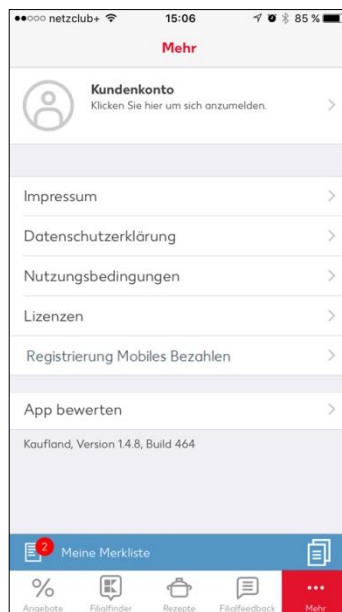 netzclub+ 15:06 85 %
Mehr
Kundenkonto
Klicken Sie hier um sich anzumelden.
Impressum
Datenschutzerklärung
Nutzungsbedingungen
Lizenzen
Registrierung Mobiles Bezahlen
App bewerten
Kaufland, Version 1.4.8, Build 464
2 Meine Merkliste
% K
Angebote Filialfinder Rezepte Filialfeedback Mehr